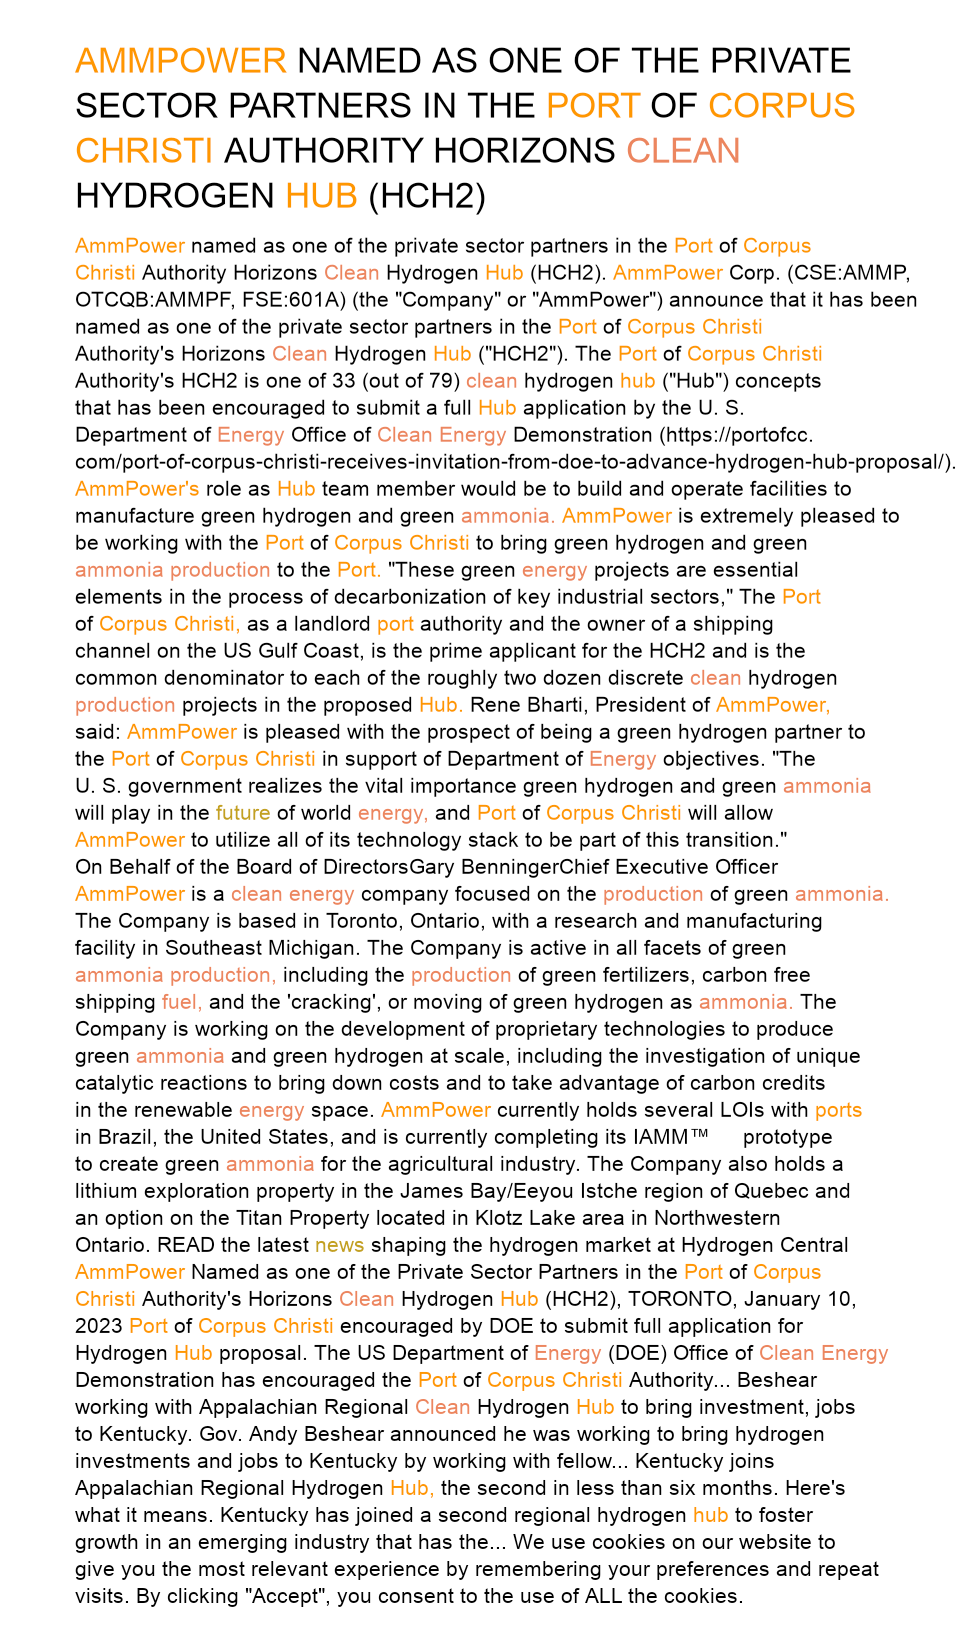 AMMPOWER NAMED AS ONE OF THE PRIVATE
SECTOR PARTNERS IN THE PORT OF CORPUS
CHRISTI AUTHORITY HORIZONS CLEAN
HYDROGEN HUB (HCH2)
AmmPower named as one of the private sector partners in the Port of Corpus
Christi Authority Horizons Clean Hydrogen Hub (HCH2). AmmPower Corp. (CSE:AMMP,
OTCQB:AMMPF, FSE:601A) (the "Company" or "AmmPower") announce that it has been
named as one of the private sector partners in the Port of Corpus Christi
Authority's Horizons Clean Hydrogen Hub ("HCH2"). The Port of Corpus Christi
Authority's HCH2 is one of 33 (out of 79) clean hydrogen hub ("Hub") concepts
that has been encouraged to submit a full Hub application by the U. S.
Department of Energy Office of Clean Energy Demonstration (https://portofcc.
com/port-of-corpus-christi-receives-invitation-from-doe-to-advance-hydrogen-hub-proposal/).
AmmPower's role as Hub team member would be to build and operate facilities to
manufacture green hydrogen and green ammonia. AmmPower is extremely pleased to
be working with the Port of Corpus Christi to bring green hydrogen and green
ammonia production to the Port. "These green energy projects are essential
elements in the process of decarbonization of key industrial sectors," The Port
of Corpus Christi, as a landlord port authority and the owner of a shipping
channel on the US Gulf Coast, is the prime applicant for the HCH2 and is the
common denominator to each of the roughly two dozen discrete clean hydrogen
production projects in the proposed Hub. Rene Bharti, President of AmmPower,
said: AmmPower is pleased with the prospect of being a green hydrogen partner to
the Port of Corpus Christi in support of Department of Energy objectives. "The
U. S. government realizes the vital importance green hydrogen and green ammonia
will play in the future of world energy, and Port of Corpus Christi will allow
AmmPower to utilize all of its technology stack to be part of this transition."
On Behalf of the Board of DirectorsGary BenningerChief Executive Officer
AmmPower is a clean energy company focused on the production of green ammonia.
The Company is based in Toronto, Ontario, with a research and manufacturing
facility in Southeast Michigan. The Company is active in all facets of green
ammonia production, including the production of green fertilizers, carbon free
shipping fuel, and the 'cracking', or moving of green hydrogen as ammonia. The
Company is working on the development of proprietary technologies to produce
green ammonia and green hydrogen at scale, including the investigation of unique
catalytic reactions to bring down costs and to take advantage of carbon credits
in the renewable energy space. AmmPower currently holds several LOIs with ports
in Brazil, the United States, and is currently completing its IAMM™ prototype
to create green ammonia for the agricultural industry. The Company also holds a
lithium exploration property in the James Bay/Eeyou Istche region of Quebec and
an option on the Titan Property located in Klotz Lake area in Northwestern
Ontario. READ the latest news shaping the hydrogen market at Hydrogen Central
AmmPower Named as one of the Private Sector Partners in the Port of Corpus
Christi Authority's Horizons Clean Hydrogen Hub (HCH2), TORONTO, January 10,
2023 Port of Corpus Christi encouraged by DOE to submit full application for
Hydrogen Hub proposal. The US Department of Energy (DOE) Office of Clean Energy
Demonstration has encouraged the Port of Corpus Christi Authority... Beshear
working with Appalachian Regional Clean Hydrogen Hub to bring investment, jobs
to Kentucky. Gov. Andy Beshear announced he was working to bring hydrogen
investments and jobs to Kentucky by working with fellow... Kentucky joins
Appalachian Regional Hydrogen Hub, the second in less than six months. Here's
what it means. Kentucky has joined a second regional hydrogen hub to foster
growth in an emerging industry that has the... We use cookies on our website to
give you the most relevant experience by remembering your preferences and repeat
visits. By clicking "Accept", you consent to the use of ALL the cookies.